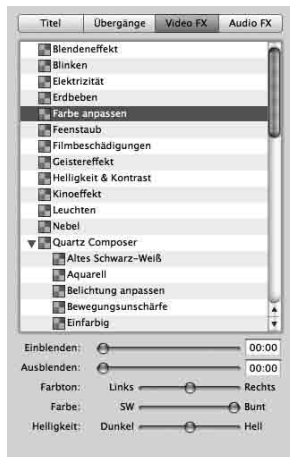 Titel Übergänge Video FX Audio FX
Blendeneffekt
Blinken
Elektrizität
Erdbeben
Farbe anpassen
Feenstaub
Filmbeschädigungen
Geistereffekt
Helligkeit & Kontrast
Kinoeffekt
Leuchten
Nebel
Quartz Composer
Altes Schwarz-Weiß
Aquarell
Belichtung anpassen
Bewegungsunschärfe
Einfarbig
Einblenden: 00:00
Ausblenden: 00:00
Farbton: Links Rechts
Farbe: SW Bunt
Helligkeit: Dunkel Hell